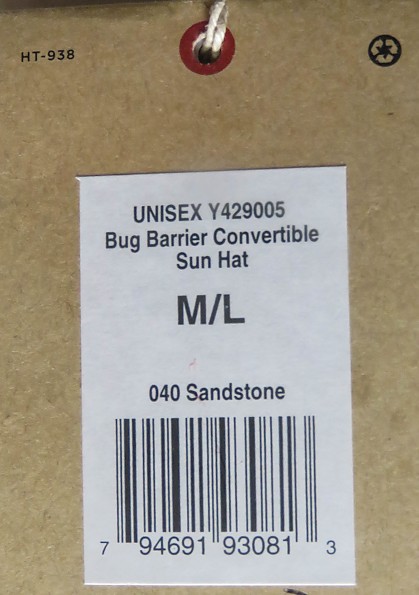 HT-938
UNISEX Y429005
Bug Barrier Convertible
Sun Hat
M/L
040 Sandstone
7 94691 93081 3